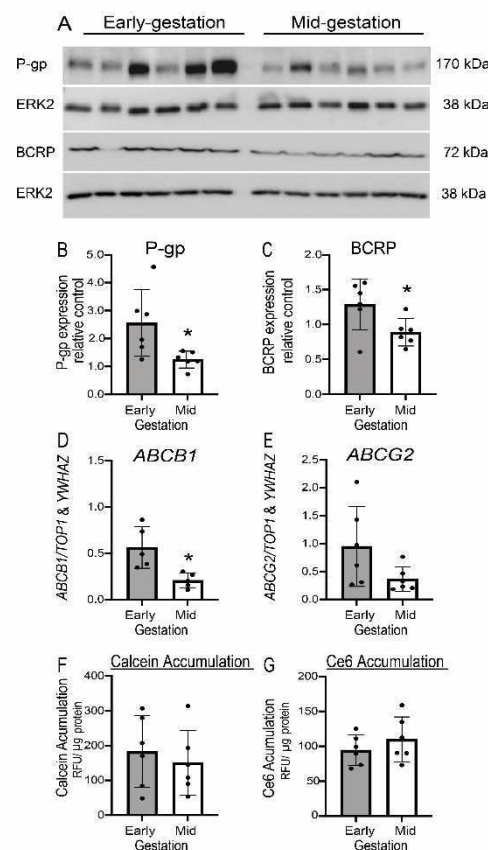 A Early-gestation Mid-gestation
P-gp 170 kDa
ERK2 38 kDa
BCRP 72 kDa
ERK2 38 kDa
B P-gp
P-gp expression
relative control
5.0
4.0
3.0
2.0
1.0
0.0
*
Early Mid
Gestation
C BCRP
BCRP expression
relative control
2.0
1.5
1.0
0.5
0.0
*
Early Mid
Gestation
D ABCB1
ABCB1/TOP1 & YWHAZ
1.5
1.0
0.5
0.0
*
Early Mid
Gestation
E ABCG2
ABCG2/TOP1 & YWHAZ
2.5
2.0
1.5
1.0
0.5
0.0
Early Mid
Gestation
F Calcein Accumulation
Calcein Acumulation
RFU/ µg protein
400
300
200
100
0
Early Mid
Gestation
G Ce6 Accumulation
Ce6 Acumulation
RFU/ µg protein
200
150
100
50
0
Early Mid
Gestation